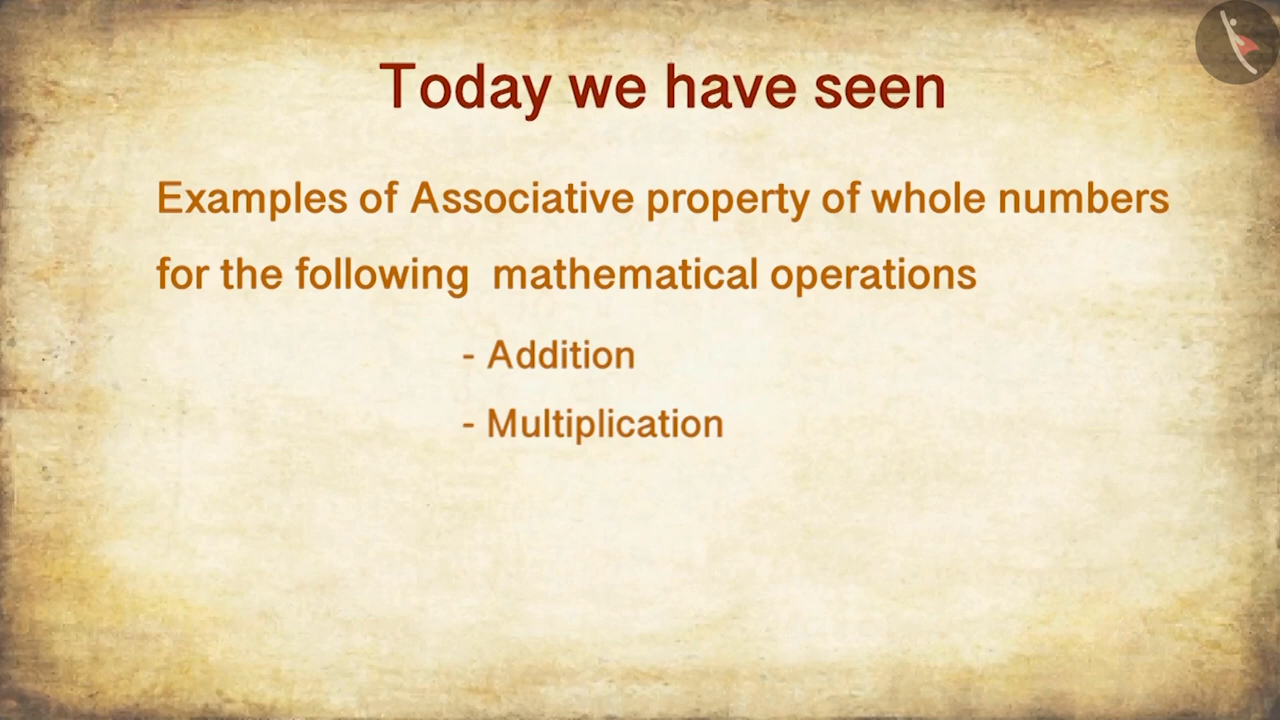 Today we have seen
Examples of Associative property of whole numbers
for the following mathematical operations
- Addition
- Multiplication